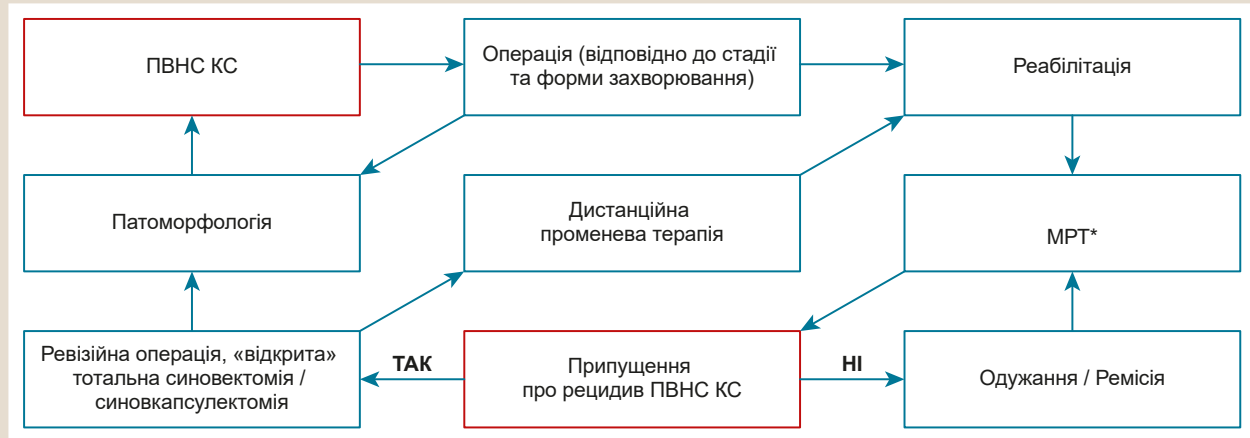 ПВНС КС
Операція (відповідно до стадії
та форми захворювання)
Реабілітація
Патоморфологія
Дистанційна
променева терапія
МРТ*
Ревізійна операція, «відкрита»
тотальна синовектомія /
синовкапсулектомія
ТАК
Припущення
про рецидив ПВНС КС
НІ
Одужання / Ремісія